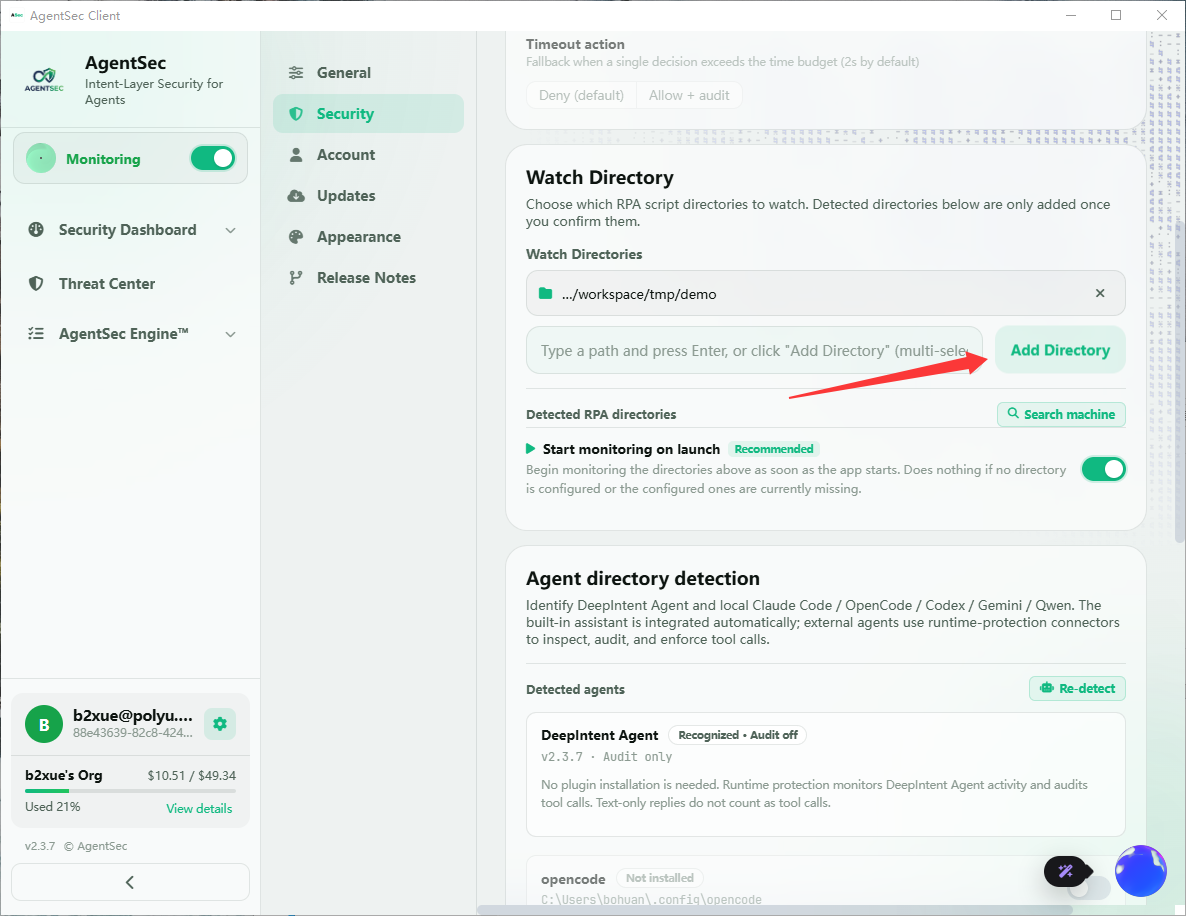 AgentSec Client
AgentSec
Intent-Layer Security for
Agents
AGENTSEC
Monitoring
Security Dashboard
Threat Center
AgentSec Engine™
B
b2xue@polyu....
88e43639-82c8-424...
b2xue's Org
$10.51 / $49.34
Used 21%
View details
v2.3.7 © AgentSec
General
Security
Account
Updates
Appearance
Release Notes
Timeout action
Fallback when a single decision exceeds the time budget (2s by default)
Deny (default)
Allow + audit
Watch Directory
Choose which RPA script directories to watch. Detected directories below are only added once
you confirm them.
Watch Directories
.../workspace/tmp/demo
Type a path and press Enter, or click "Add Directory" (multi-sele
Add Directory
Detected RPA directories
Search machine
Start monitoring on launch
Recommended
Begin monitoring the directories above as soon as the app starts. Does nothing if no directory
is configured or the configured ones are currently missing.
Agent directory detection
Identify DeepIntent Agent and local Claude Code / OpenCode / Codex / Gemini / Qwen. The
built-in assistant is integrated automatically; external agents use runtime-protection connectors
to inspect, audit, and enforce tool calls.
Detected agents
Re-detect
DeepIntent Agent
Recognized • Audit off
v2.3.7 · Audit only
No plugin installation is needed. Runtime protection monitors DeepIntent Agent activity and audits
tool calls. Text-only replies do not count as tool calls.
opencode
Not installed
C:\Users\bohuan\.config\opencode